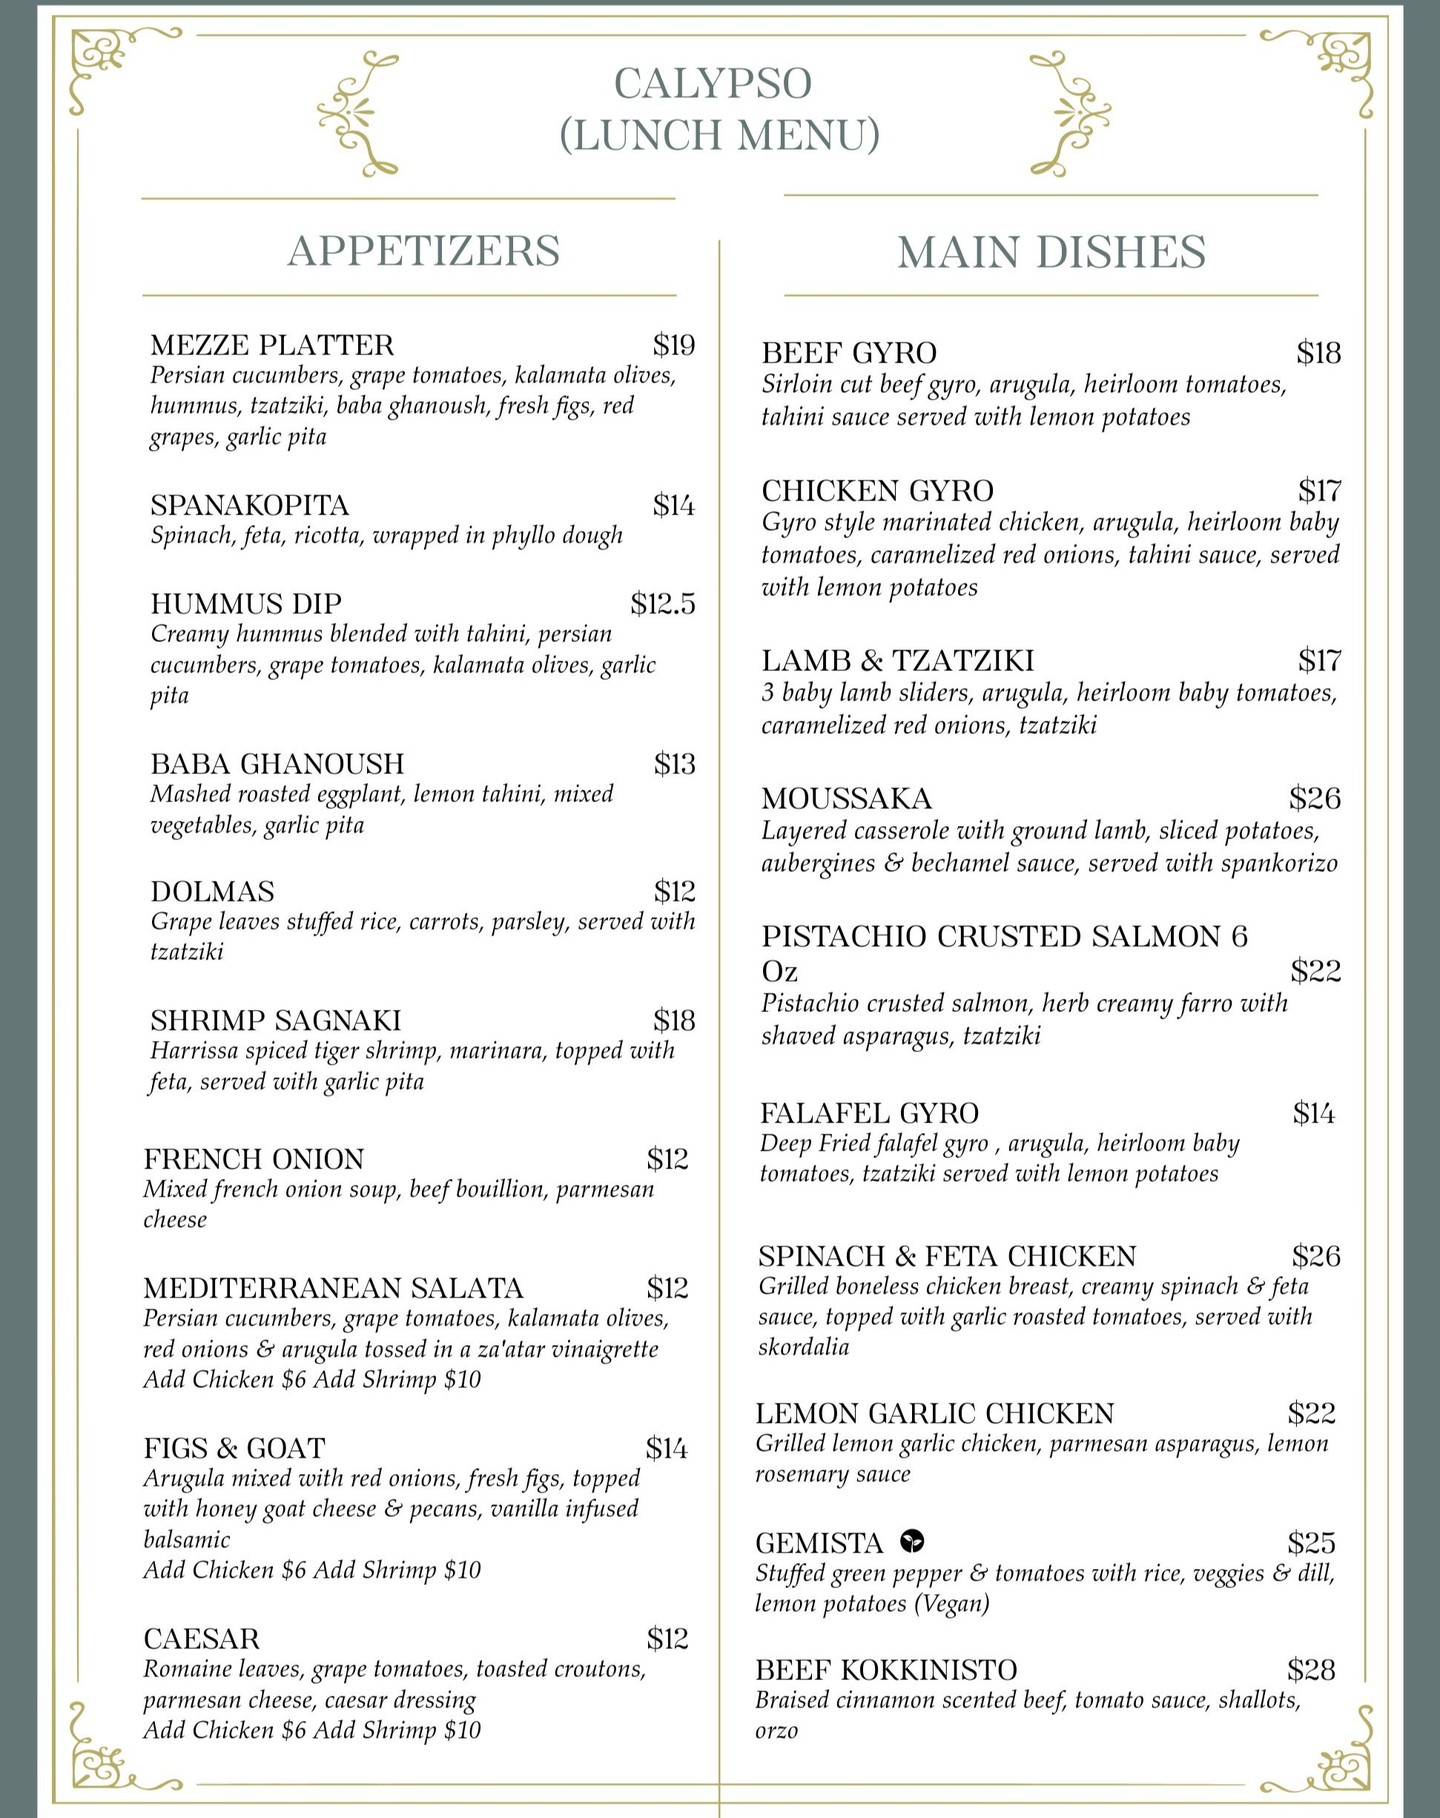 CALYPSO
(LUNCH MENU)
APPETIZERS
MEZZE PLATTER $19
Persian cucumbers, grape tomatoes, kalamata olives,
hummus, tzatziki, baba ghanoush, fresh figs, red
grapes, garlic pita
SPANAKOPITA $14
Spinach, feta, ricotta, wrapped in phyllo dough
HUMMUS DIP $12.5
Creamy hummus blended with tahini, persian
cucumbers, grape tomatoes, kalamata olives, garlic
pita
BABA GHANOUSH $13
Mashed roasted eggplant, lemon tahini, mixed
vegetables, garlic pita
DOLMAS $12
Grape leaves stuffed rice, carrots, parsley, served with
tzatziki
SHRIMP SAGNAKI $18
Harrissa spiced tiger shrimp, marinara, topped with
feta, served with garlic pita
FRENCH ONION $12
Mixed french onion soup, beef bouillion, parmesan
cheese
MEDITERRANEAN SALATA $12
Persian cucumbers, grape tomatoes, kalamata olives,
red onions & arugula tossed in a za'atar vinaigrette
Add Chicken $6 Add Shrimp $10
FIGS & GOAT $14
Arugula mixed with red onions, fresh figs, topped
with honey goat cheese & pecans, vanilla infused
balsamic
Add Chicken $6 Add Shrimp $10
CAESAR $12
Romaine leaves, grape tomatoes, toasted croutons,
parmesan cheese, caesar dressing
Add Chicken $6 Add Shrimp $10
MAIN DISHES
BEEF GYRO $18
Sirloin cut beef gyro, arugula, heirloom tomatoes,
tahini sauce served with lemon potatoes
CHICKEN GYRO $17
Gyro style marinated chicken, arugula, heirloom baby
tomatoes, caramelized red onions, tahini sauce, served
with lemon potatoes
LAMB & TZATZIKI $17
3 baby lamb sliders, arugula, heirloom baby tomatoes,
caramelized red onions, tzatziki
MOUSSAKA $26
Layered casserole with ground lamb, sliced potatoes,
aubergines & bechamel sauce, served with spankorizo
PISTACHIO CRUSTED SALMON 6
Oz $22
Pistachio crusted salmon, herb creamy farro with
shaved asparagus, tzatziki
FALAFEL GYRO $14
Deep Fried falafel gyro , arugula, heirloom baby
tomatoes, tzatziki served with lemon potatoes
SPINACH & FETA CHICKEN $26
Grilled boneless chicken breast, creamy spinach & feta
sauce, topped with garlic roasted tomatoes, served with
skordalia
LEMON GARLIC CHICKEN $22
Grilled lemon garlic chicken, parmesan asparagus, lemon
rosemary sauce
GEMISTA $25
Stuffed green pepper & tomatoes with rice, veggies & dill,
lemon potatoes (Vegan)
BEEF KOKKINISTO $28
Braised cinnamon scented beef, tomato sauce, shallots,
orzo